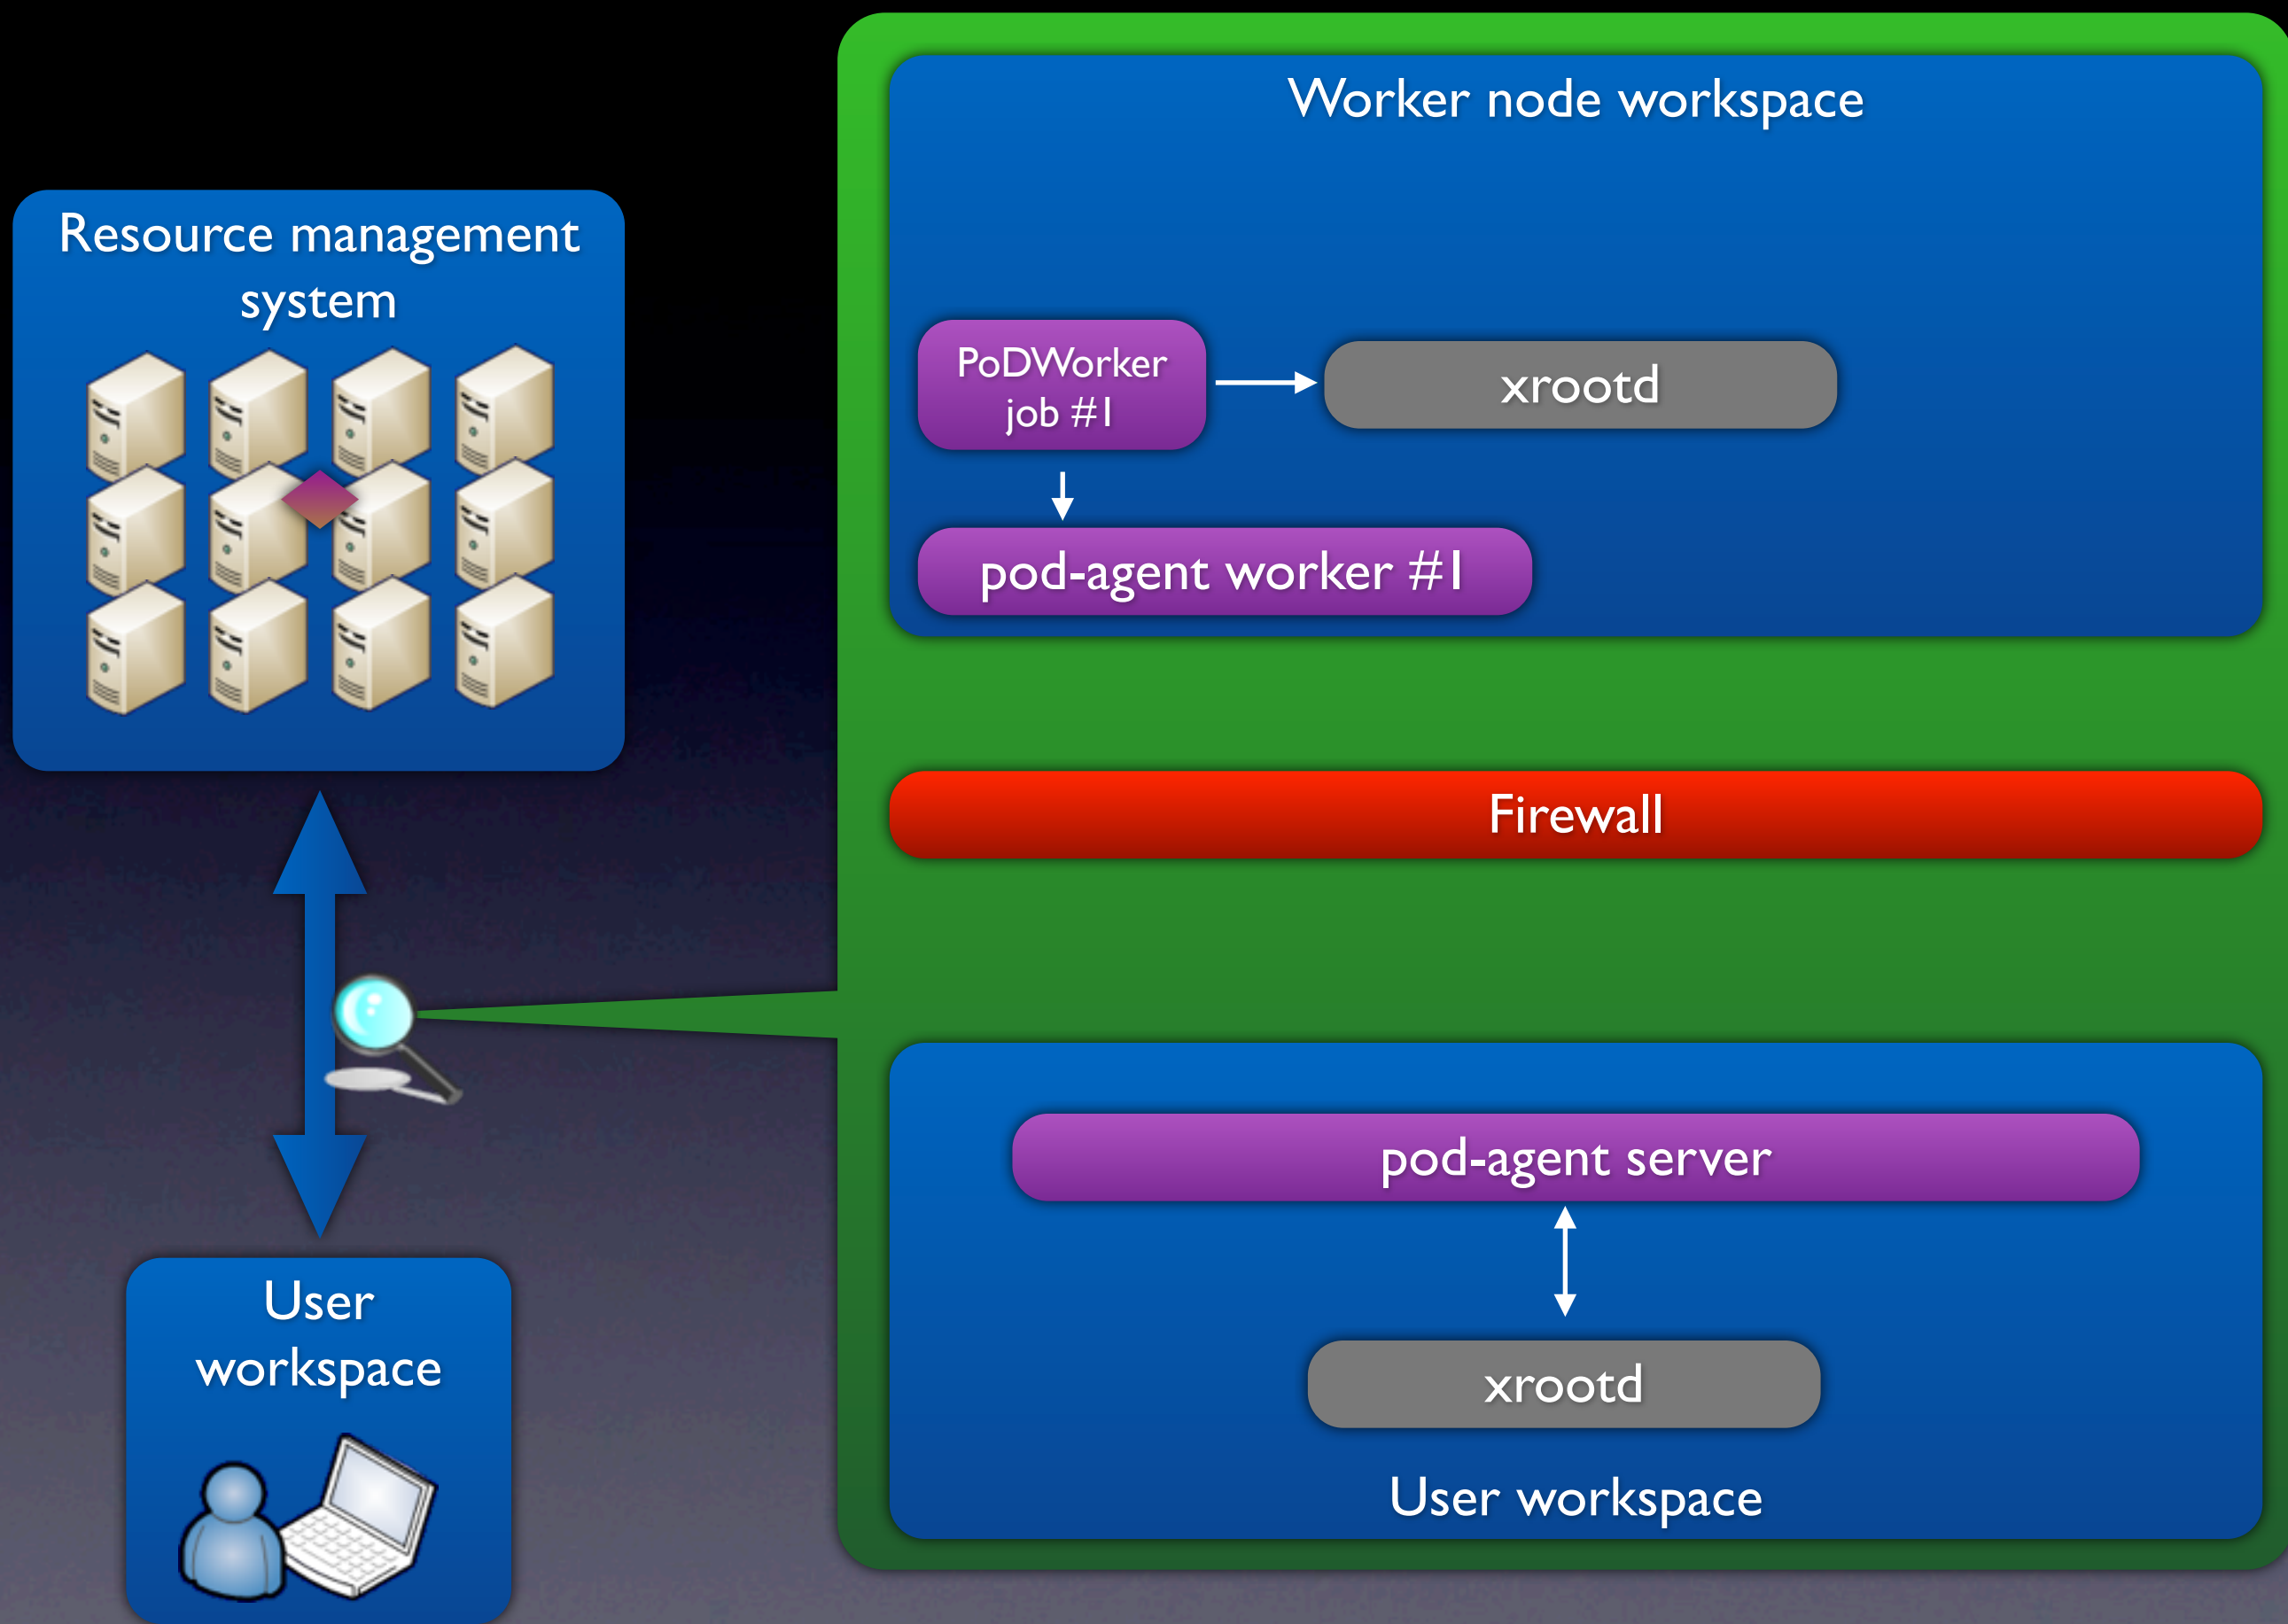 Resource management
system
User
workspace
Worker node workspace
PoDWorker
job #1
xrootd
pod-agent worker #1
Firewall
pod-agent server
xrootd
User workspace